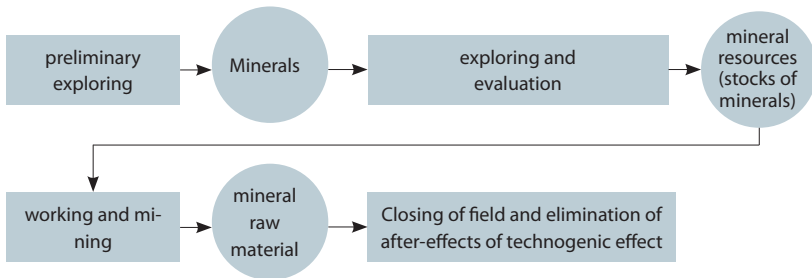 preliminary
exploring
Minerals
exploring and
evaluation
mineral
resources
(stocks of
minerals)
working and mi-
ning
mineral
raw
material
Closing of field and elimination of
after-effects of technogenic effect